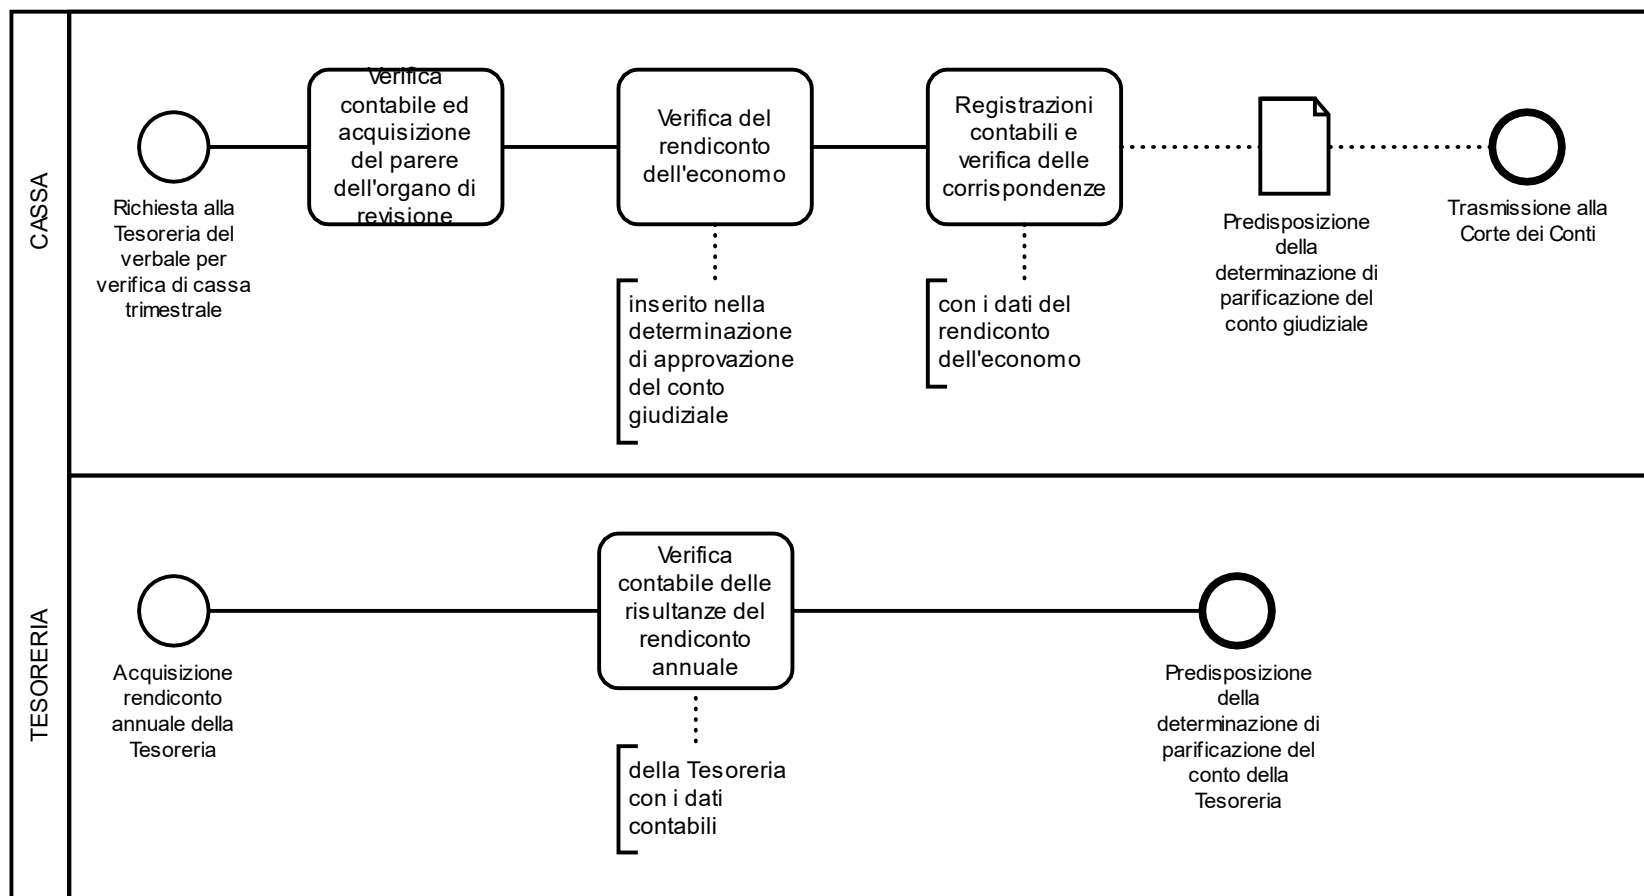 CASSA
Richiesta alla
Tesoreria del
verbale per
verifica di cassa
trimestrale
Verifica
contabile ed
acquisizione
del parere
dell'organo di
revisione
Verifica del
rendiconto
dell'economo
inserito nella
determinazione
di approvazione
del conto
giudiziale
Registrazioni
contabili e
verifica delle
corrispondenze
con i dati del
rendiconto
dell'economo
Predisposizione
della
determinazione di
parificazione del
conto giudiziale
Trasmissione alla
Corte dei Conti
TESORERIA
Acquisizione
rendiconto
annuale della
Tesoreria
Verifica
contabile delle
risultanze del
rendiconto
annuale
della Tesoreria
con i dati
contabili
Predisposizione
della
determinazione di
parificazione del
conto della
Tesoreria